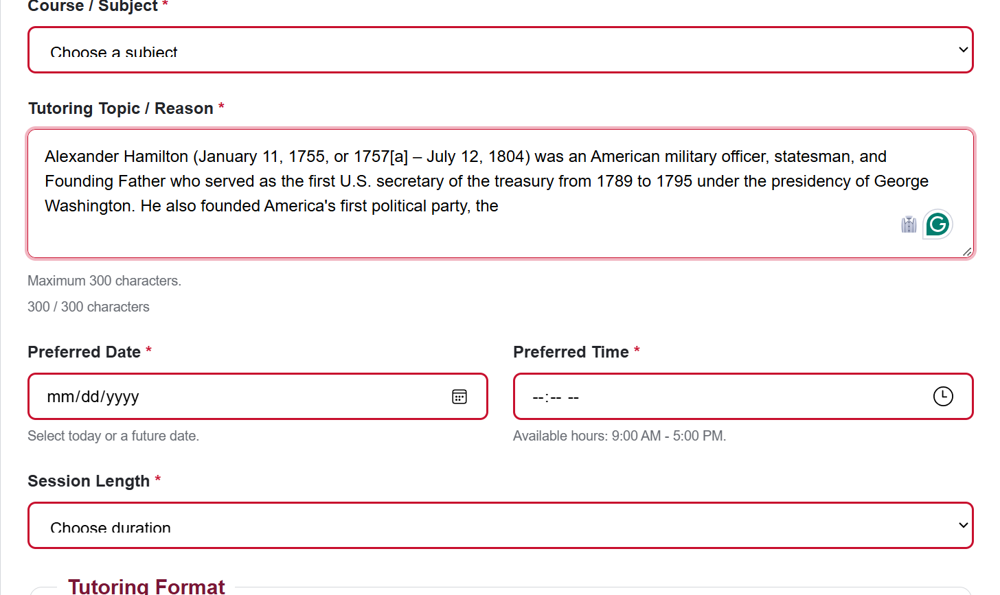 Course / Subject *
Choose a subject
Tutoring Topic / Reason *
Alexander Hamilton (January 11, 1755, or 1757[a] – July 12, 1804) was an American military officer, statesman, and
Founding Father who served as the first U.S. secretary of the treasury from 1789 to 1795 under the presidency of George
Washington. He also founded America's first political party, the
Maximum 300 characters.
300 / 300 characters
Preferred Date *
Preferred Time *
mm/dd/yyyy
--:-- --
Select today or a future date.
Available hours: 9:00 AM - 5:00 PM.
Session Length *
Choose duration
Tutoring Format